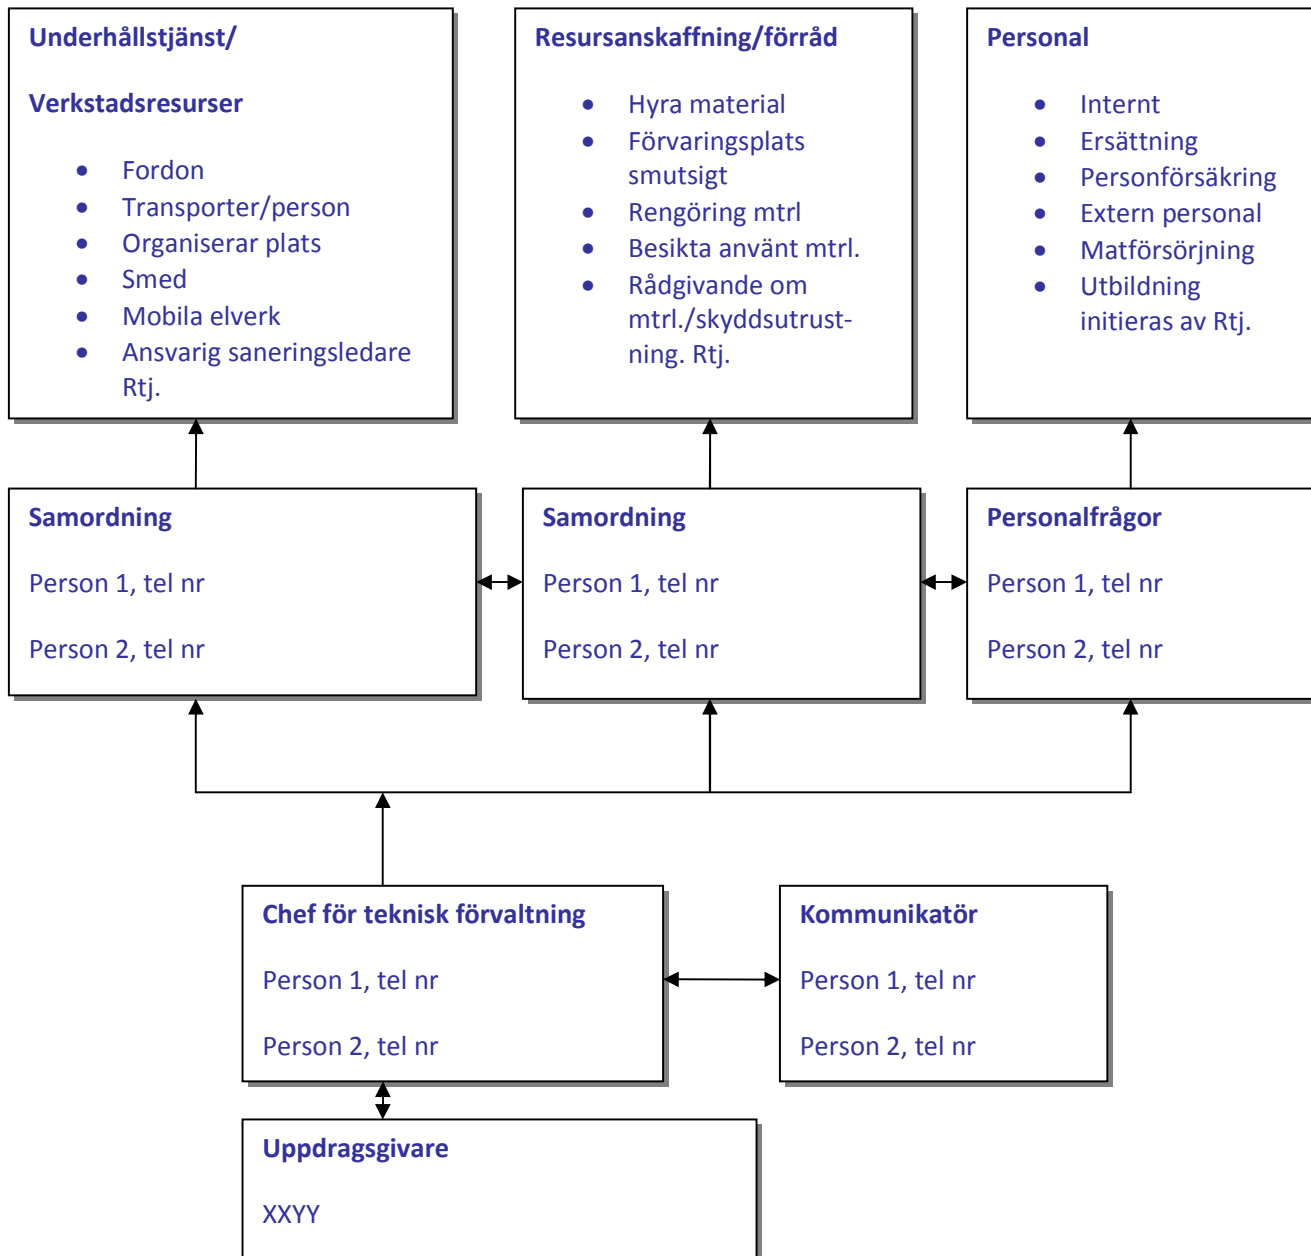 Underhållstjänst/
Verkstadsresurser
• Fordon
• Transporter/person
• Organiserar plats
• Smed
• Mobila elverk
• Ansvarig saneringsledare
Rtj.
Resursanskaffning/förråd
• Hyra material
• Förvaringsplats
smutsigt
• Rengöring mtrl
• Besikta använt mtrl.
• Rådgivande om
mtrl./skyddsutrust-
ning. Rtj.
Personal
• Internt
• Ersättning
• Personförsäkring
• Extern personal
• Matförsörjning
• Utbildning
initieras av Rtj.
Samordning
Person 1, tel nr
Person 2, tel nr
Samordning
Person 1, tel nr
Person 2, tel nr
Personalfrågor
Person 1, tel nr
Person 2, tel nr
Chef för teknisk förvaltning
Person 1, tel nr
Person 2, tel nr
Kommunikatör
Person 1, tel nr
Person 2, tel nr
Uppdragsgivare
XXYY